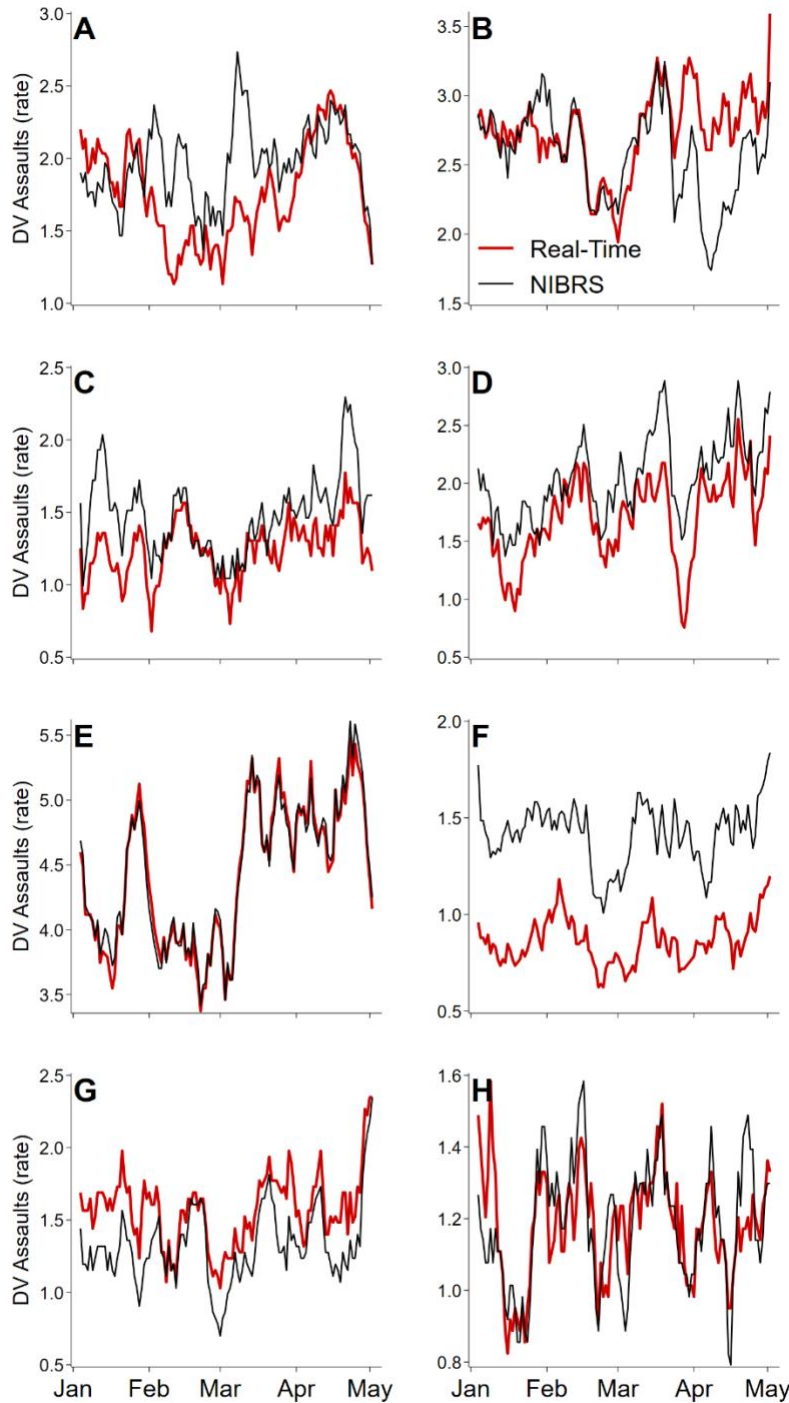 A
DV Assaults (rate)
3.0
2.5
2.0
1.5
1.0
B
3.5
3.0
2.5
2.0
1.5
Real-Time
NIBRS
C
DV Assaults (rate)
2.5
2.0
1.5
1.0
0.5
D
3.0
2.5
2.0
1.5
1.0
0.5
E
DV Assaults (rate)
5.5
5.0
4.5
4.0
3.5
F
2.0
1.5
1.0
0.5
G
DV Assaults (rate)
2.5
2.0
1.5
1.0
0.5
Jan Feb Mar Apr May
H
1.6
1.4
1.2
1.0
0.8
Jan Feb Mar Apr May